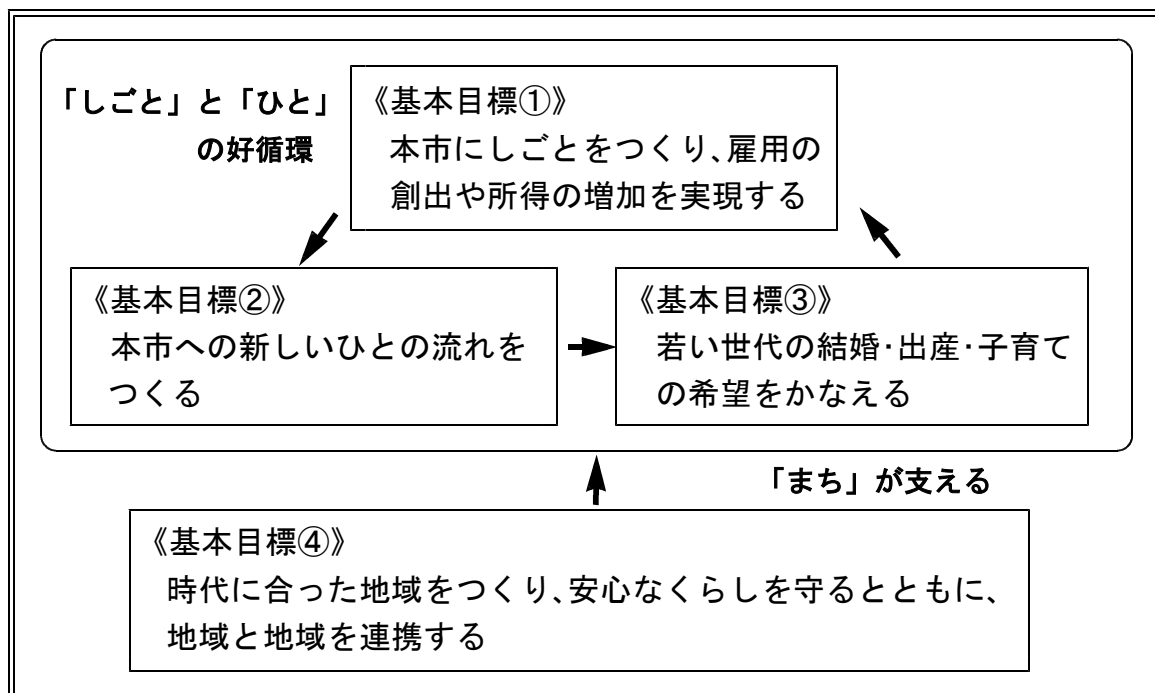 「しごと」と「ひと」
の好循環
《基本目標①》
本市にしごとをつくり、雇用の
創出や所得の増加を実現する
《基本目標②》
本市への新しいひとの流れを
つくる
《基本目標③》
若い世代の結婚・出産・子育て
の希望をかなえる
「まち」が支える
《基本目標④》
時代に合った地域をつくり、安心なくらしを守るとともに、
地域と地域を連携する